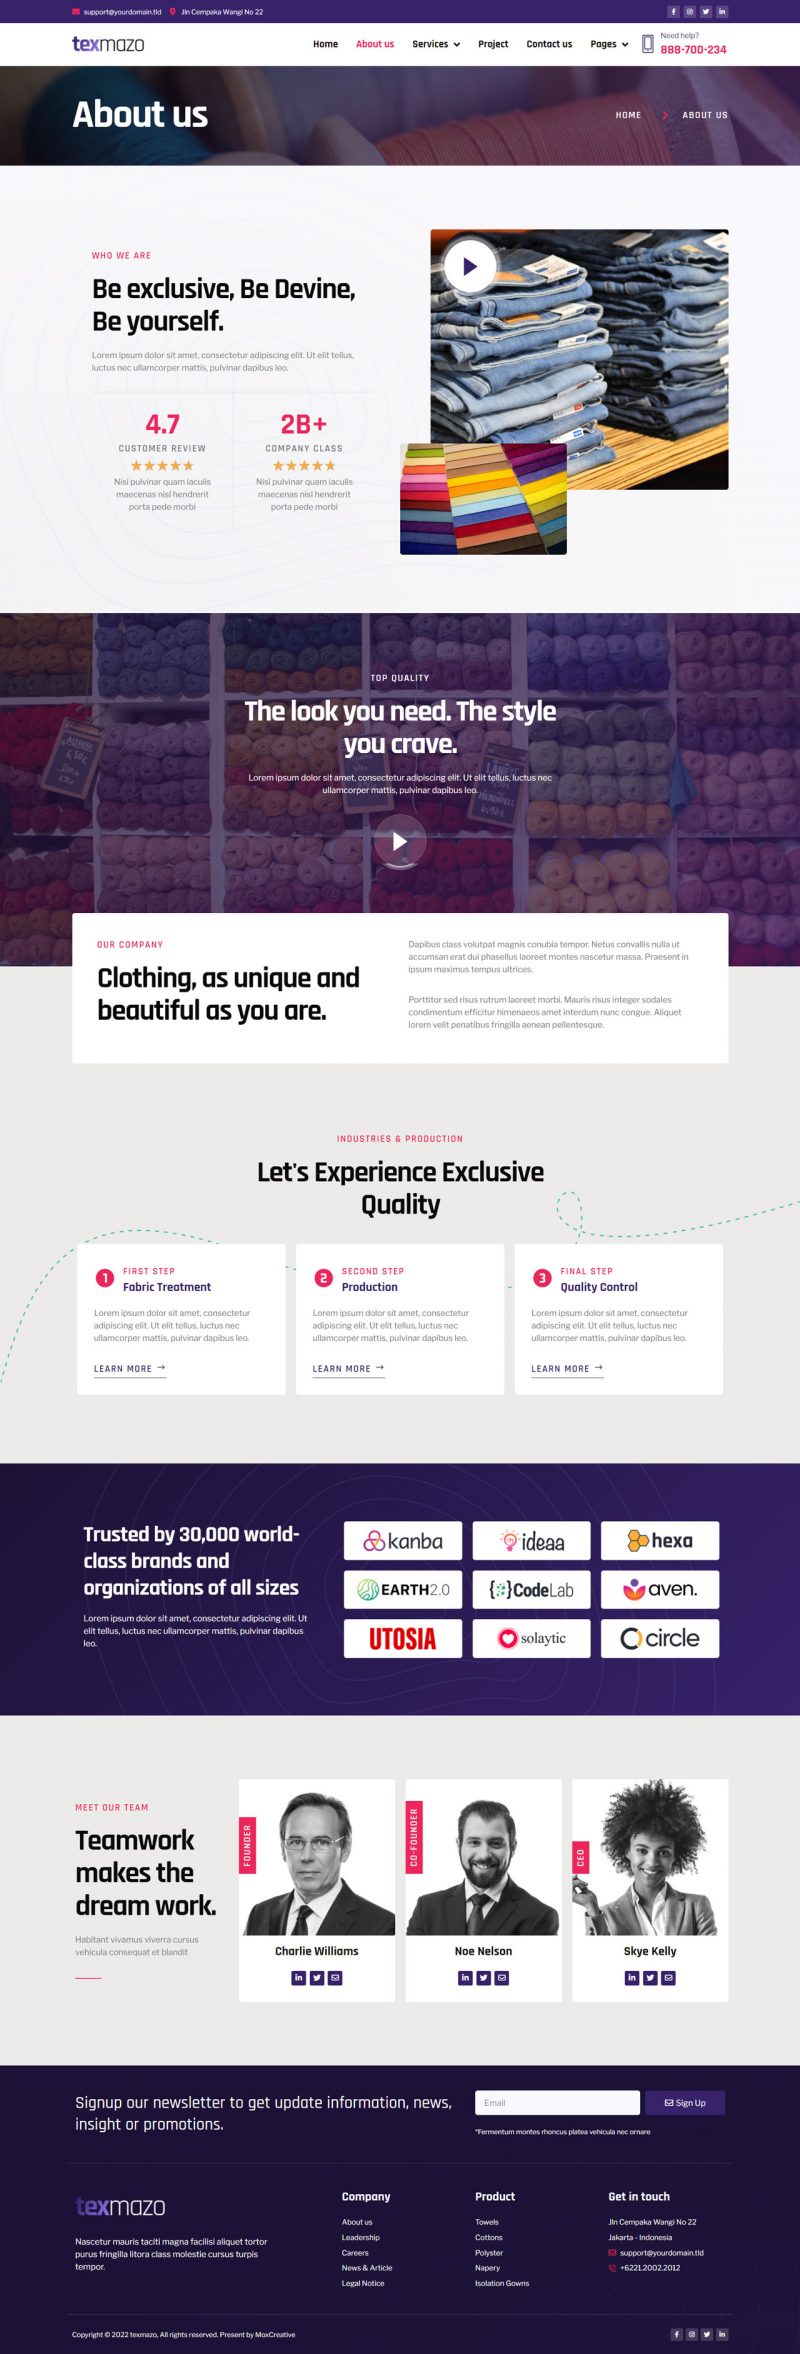 support@yourdomain.tld Jln Cempaka Wangi No 22
texmazo
Home About us Services Project Contact us Pages
Need help?
888-700-234
About us
HOME ABOUT US
WHO WE ARE
Be exclusive, Be Devine,
Be yourself.
Lorem ipsum dolor sit amet, consectetur adipiscing elit. Ut elit tellus,
luctus nec ullamcorper mattis, pulvinar dapibus leo.
4.7
CUSTOMER REVIEW
Nisi pulvinar quam iaculis
maecenas nisl hendrerit
porta pede morbi
2B+
COMPANY CLASS
Nisi pulvinar quam iaculis
maecenas nisl hendrerit
porta pede morbi
TOP QUALITY
The look you need. The style
you crave.
Lorem ipsum dolor sit amet, consectetur adipiscing elit. Ut elit tellus, luctus nec
ullamcorper mattis, pulvinar dapibus leo.
OUR COMPANY
Clothing, as unique and
beautiful as you are.
Dapibus class volutpat magnis conubia tempor. Netus convallis nulla ut
accumsan erat dui phasellus laoreet montes nascetur massa. Praesent in
ipsum maximus tempus ultrices.
Porttitor sed risus rutrum laoreet morbi. Mauris risus integer sodales
condimentum efficitur himenaeos amet interdum nunc congue. Aliquet
lorem velit penatibus fringilla aenean pellentesque.
INDUSTRIES & PRODUCTION
Let's Experience Exclusive
Quality
1 FIRST STEP
Fabric Treatment
Lorem ipsum dolor sit amet, consectetur
adipiscing elit. Ut elit tellus, luctus nec
ullamcorper mattis, pulvinar dapibus leo.
LEARN MORE
2 SECOND STEP
Production
Lorem ipsum dolor sit amet, consectetur
adipiscing elit. Ut elit tellus, luctus nec
ullamcorper mattis, pulvinar dapibus leo.
LEARN MORE
3 FINAL STEP
Quality Control
Lorem ipsum dolor sit amet, consectetur
adipiscing elit. Ut elit tellus, luctus nec
ullamcorper mattis, pulvinar dapibus leo.
LEARN MORE
Trusted by 30,000 world-
class brands and
organizations of all sizes
Lorem ipsum dolor sit amet, consectetur adipiscing elit. Ut
elit tellus, luctus nec ullamcorper mattis, pulvinar dapibus
leo.
kanba ideaa hexa
EARTH2.0 {}CodeLab aven.
UTOSIA solaytic circle
MEET OUR TEAM
Teamwork
makes the
dream work.
Habitant vivamus viverra cursus
vehicula consequat et blandit
FOUNDER
Charlie Williams
CO-FOUNDER
Noe Nelson
CEO
Skye Kelly
Signup our newsletter to get update information, news,
insight or promotions.
Email
Sign Up
*Fermentum montes rhoncus platea vehicula nec ornare
texmazo
Nascetur mauris taciti magna facilisi aliquet tortor
purus fringilla litora class molestie cursus turpis
tempor.
Company
About us
Leadership
Careers
News & Article
Legal Notice
Product
Towels
Cottons
Polyster
Napery
Isolation Gowns
Get in touch
Jln Cempaka Wangi No 22
Jakarta - Indonesia
support@yourdomain.tld
+6221.2002.2012
Copyright © 2022 texmazo, All rights reserved. Present by MoxCreative